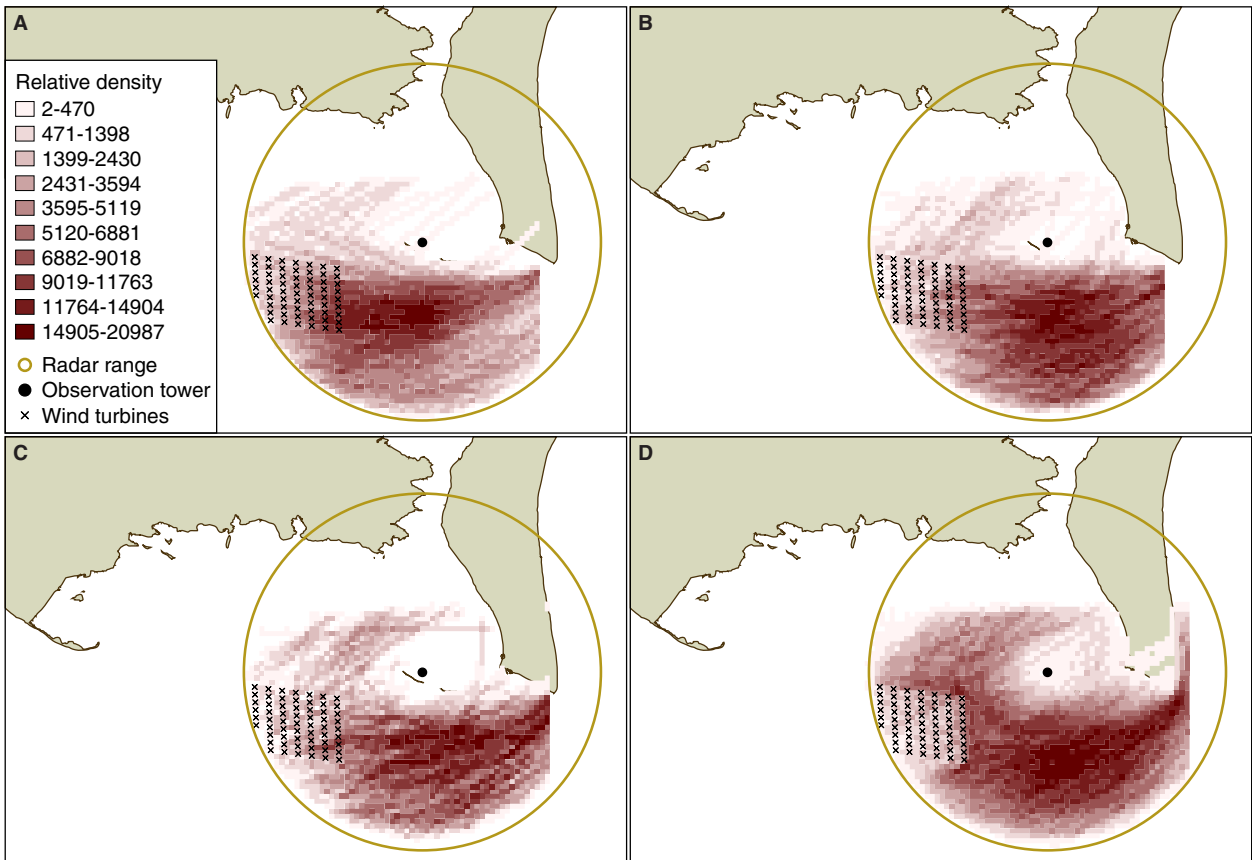 A
B
Relative density
2-470
471-1398
1399-2430
2431-3594
3595-5119
5120-6881
6882-9018
9019-11763
11764-14904
14905-20987
Radar range
Observation tower
Wind turbines
C
D